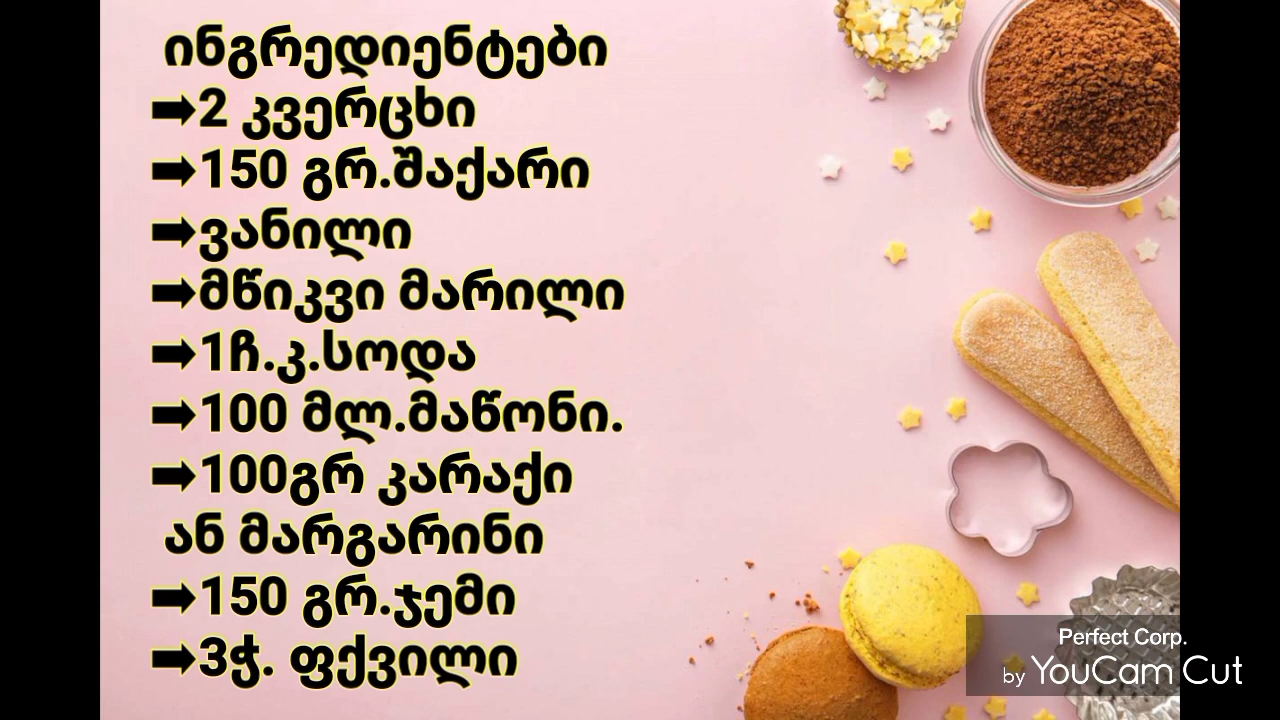 ინგრედიენტები
➡2 კვერცხი
➡150 გრ.შაქარი
➡ვანილი
➡მწიკვი მარილი
➡1ჩ.კ.სოდა
➡100 მლ.მაწონი.
➡100გრ კარაქი
ან მარგარინი
➡150 გრ.ჯემი
➡3ჭ. ფქვილი
Perfect Corp.
by YouCam Cut